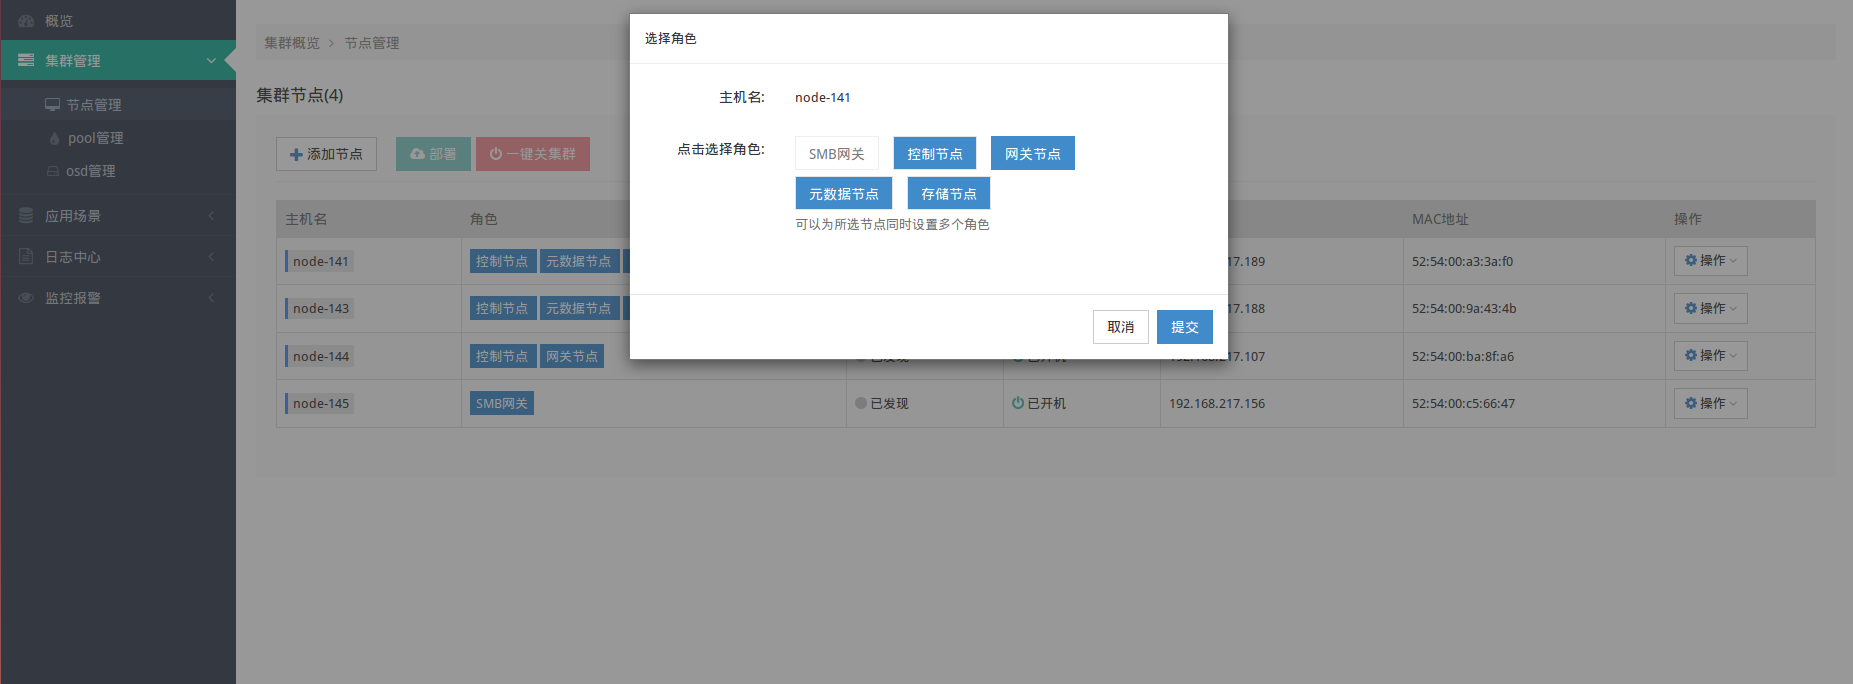 概览
集群管理
节点管理
pool管理
osd管理
应用场景
日志中心
监控报警
集群概览 > 节点管理
集群节点(4)
添加节点 部署 一键关集群
主机名 角色 MAC地址 操作
node-141 控制节点 元数据节点 17.189 52:54:00:a3:3a:f0 操作
node-143 控制节点 元数据节点 17.188 52:54:00:9a:43:4b 操作
node-144 控制节点 网关节点 已发现 已开机 192.168.217.107 52:54:00:ba:8f:a6 操作
node-145 SMB网关 已发现 已开机 192.168.217.156 52:54:00:c5:66:47 操作
选择角色
主机名: node-141
点击选择角色: SMB网关 控制节点 网关节点
元数据节点 存储节点
可以为所选节点同时设置多个角色
取消 提交